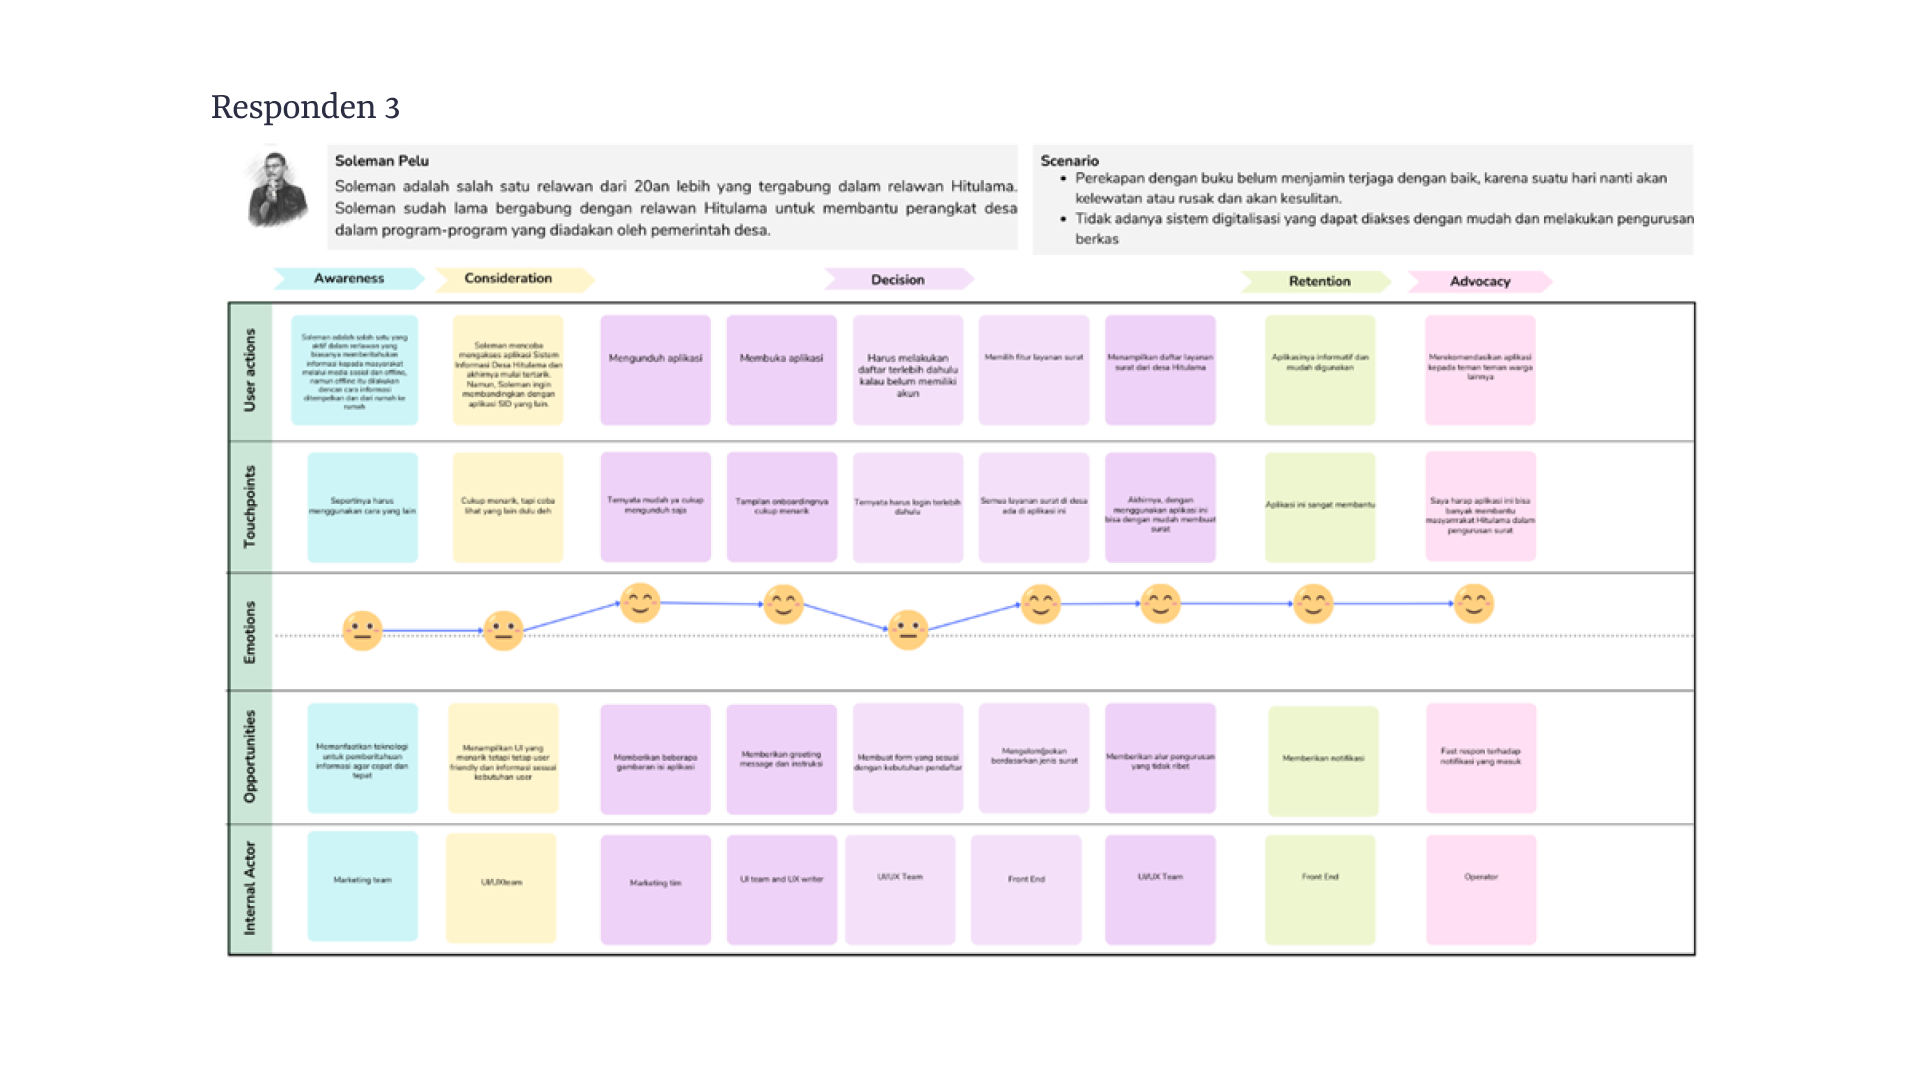 Responden 3
Soleman Pelu
Soleman adalah salah satu relawan dari 20an lebih yang tergabung dalam relawan Hitulama.
Soleman sudah lama bergabung dengan relawan Hitulama untuk membantu perangkat desa
dalam program-program yang diadakan oleh pemerintah desa.
Scenario
• Perekapan dengan buku belum menjamin terjaga dengan baik, karena suatu hari nanti akan
kelewatan atau rusak dan akan kesulitan.
• Tidak adanya sistem digitalisasi yang dapat diakses dengan mudah dan melakukan pengurusan
berkas
Awareness
Consideration
Decision
Retention
Advocacy
User actions
Soleman adalah salah satu yang
aktif dalam relawan yang
biasanya memberitahukan
informasi kepada masyarakat
melalui media sosial dan offline,
namun offline itu dilakukan
dengan cara informasi
ditempelkan dan dari rumah ke
rumah
Soleman mencoba
mengakses aplikasi Sistem
Informasi Desa Hitulama dan
akhirnya mulai tertarik.
Namun, Soleman ingin
membandingkan dengan
aplikasi SID yang lain.
Mengunduh aplikasi
Membuka aplikasi
Harus melakukan
daftar terlebih dahulu
kalau belum memiliki
akun
Memilih fitur layanan surat
Menampilkan daftar layanan
surat dari desa Hitulama
Aplikasinya informatif dan
mudah digunakan
Merekomendasikan aplikasi
kepada teman teman warga
lainnya
Touchpoints
Sepertinya harus
menggunakan cara yang lain
Cukup menarik, tapi coba
lihat yang lain dulu deh
Ternyata mudah ya cukup
mengunduh saja
Tampilan onboardingnya
cukup menarik
Ternyata harus login terlebih
dahulu
Semua layanan surat di desa
ada di aplikasi ini
Akhirnya, dengan
menggunakan aplikasi ini
bisa dengan mudah membuat
surat
Aplikasi ini sangat membantu
Saya harap aplikasi ini bisa
banyak membantu
masyarrakat Hitulama dalam
pengurusan surat
Emotions
Opportunities
Memanfaatkan teknologi
untuk pemberitahuan
informasi agar cepat dan
tepat
Menampilkan UI yang
menarik tetapi tetap user
friendly dan informasi sesuai
kebutuhan user
Memberikan beberapa
gambaran isi aplikasi
Memberikan greeting
message dan instruksi
Membuat form yang sesuai
dengan kebutuhan pendaftar
berdasarkan jenis surat
Memberikan alur pengurusan
yang tidak ribet
Memberikan notifikasi
Fast respon terhadap
notifikasi yang masuk
Internal Actor
Marketing team
UI/UXteam
Marketing tim
UI team and UX writer
UI/UX Team
Front End
UI/UX Team
Front End
Operator